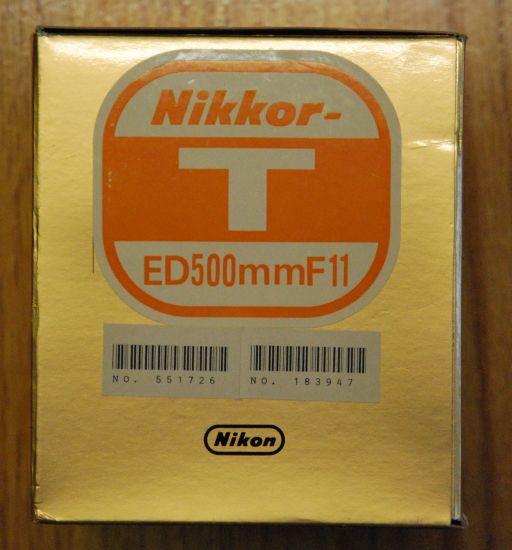 Nikkor-
T
ED500mmF11
NO. 551726 NO. 183947
Nikon